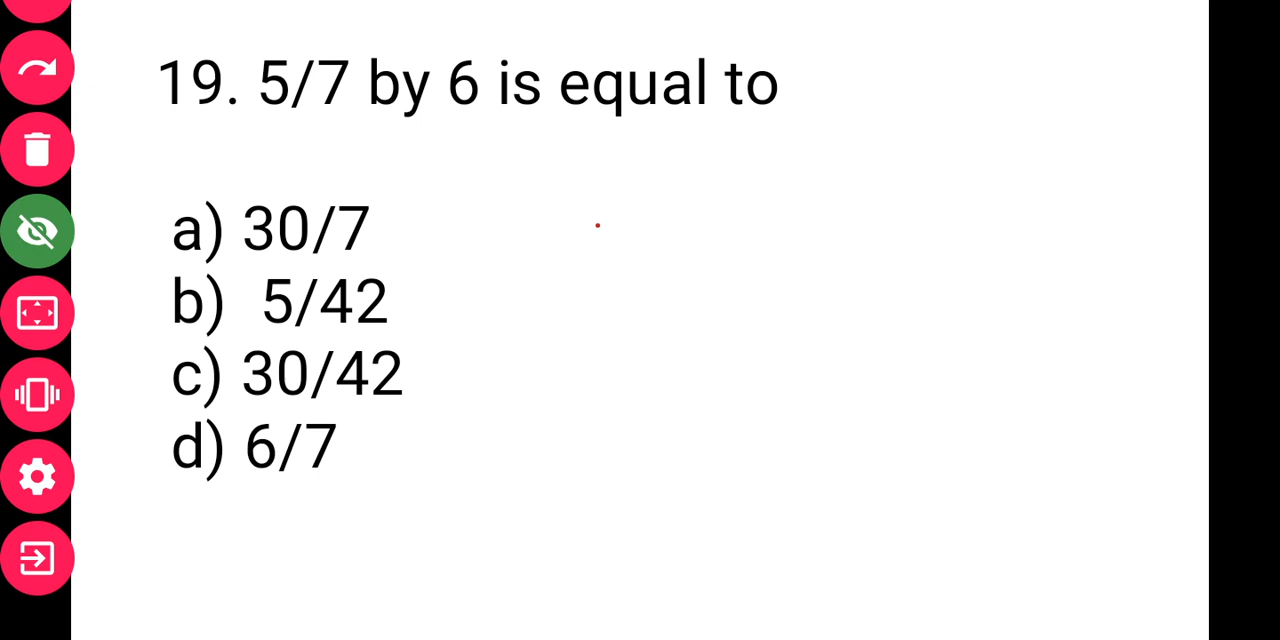 19. 5/7 by 6 is equal to
a) 30/7
b) 5/42
c) 30/42
d) 6/7